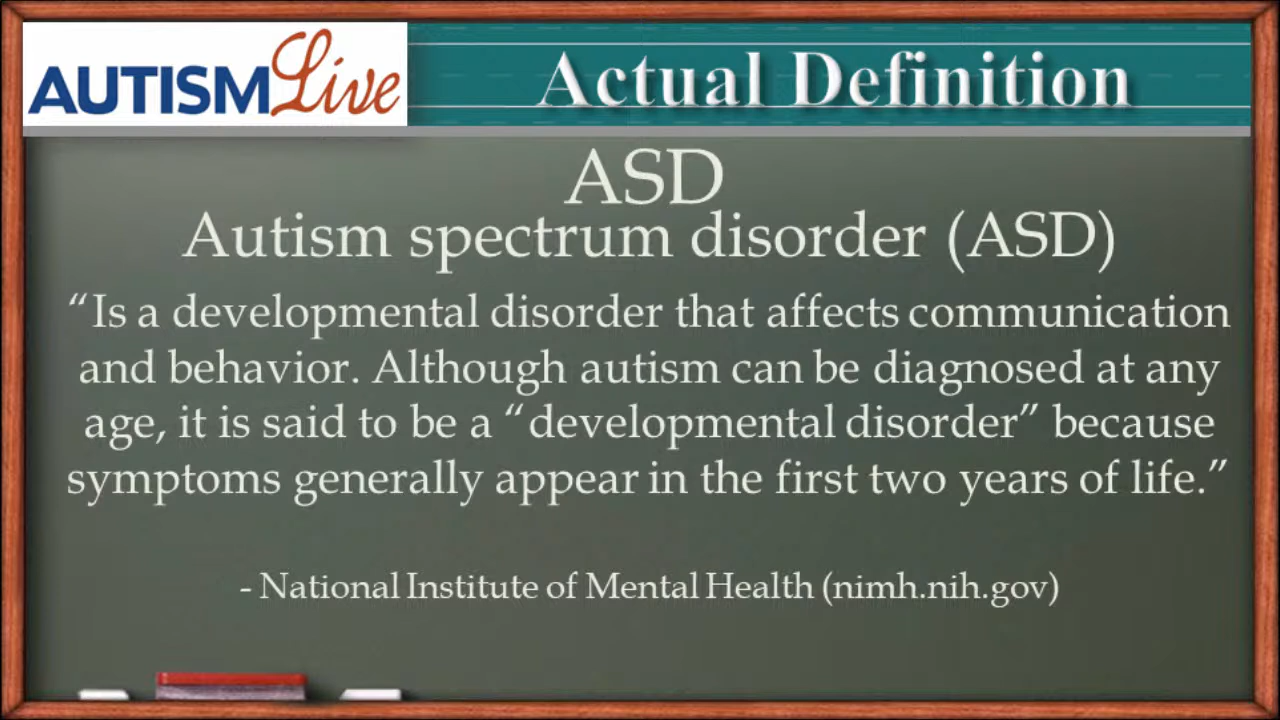 AUTISM Live
Actual Definition
ASD
Autism spectrum disorder (ASD)
“Is a developmental disorder that affects communication
and behavior. Although autism can be diagnosed at any
age, it is said to be a “developmental disorder” because
symptoms generally appear in the first two years of life.”
- National Institute of Mental Health (nimh.nih.gov)